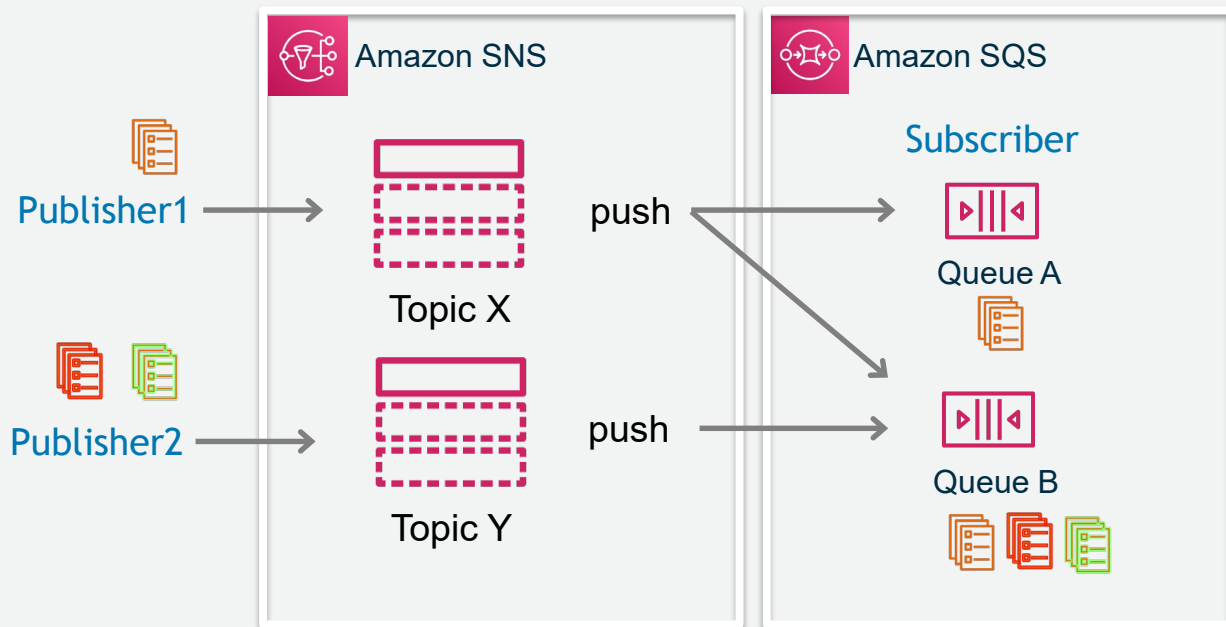 Amazon SNS
Amazon SQS
Subscriber
Publisher1
push
Queue A
Topic X
Publisher2
push
Queue B
Topic Y